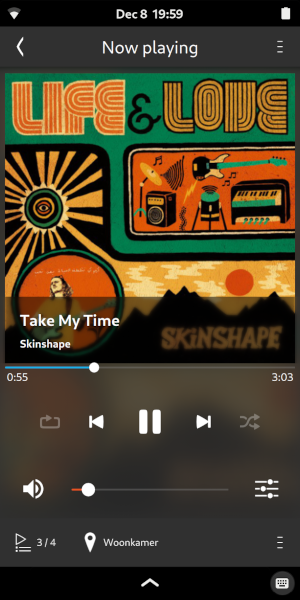 Dec 8 19:59
Now playing
LIFE & LOVE
Take My Time
Skinshape
SKiNSHAPE
0:55 3:03
3 / 4 Woonkamer